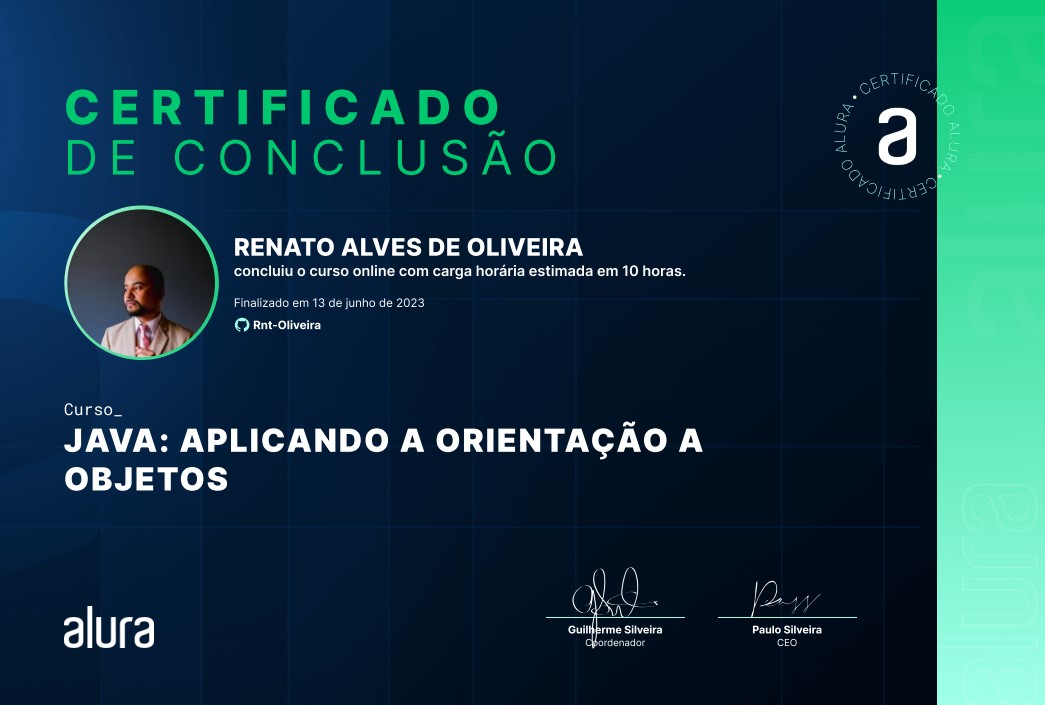 CERTIFICADO
DE CONCLUSÃO
CERTIFICADO ALURA • CERTIFICADO ALURA •
a
RENATO ALVES DE OLIVEIRA
concluiu o curso online com carga horária estimada em 10 horas.
Finalizado em 13 de junho de 2023
Rnt-Oliveira
Curso_
JAVA: APLICANDO A ORIENTAÇÃO A
OBJETOS
alura
Guilherme Silveira
Coordenador
Paulo Silveira
CEO
alura
alura